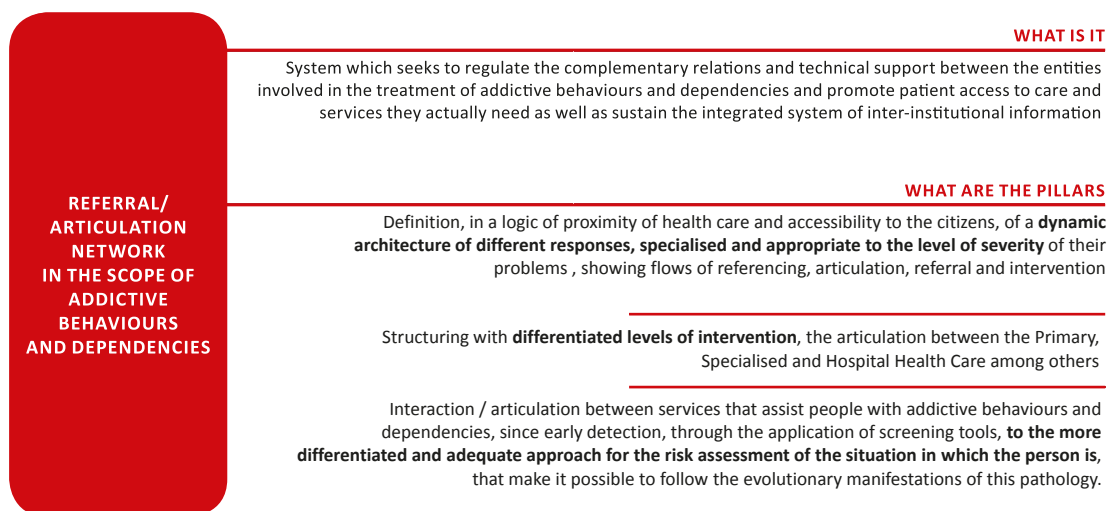 REFERRAL/
ARTICULATION
NETWORK
IN THE SCOPE OF
ADDICTIVE
BEHAVIOURS
AND DEPENDENCIES
WHAT IS IT
System which seeks to regulate the complementary relations and technical support between the entities
involved in the treatment of addictive behaviours and dependencies and promote patient access to care and
services they actually need as well as sustain the integrated system of inter-institutional information
WHAT ARE THE PILLARS
Definition, in a logic of proximity of health care and accessibility to the citizens, of a dynamic
architecture of different responses, specialised and appropriate to the level of severity of their
problems , showing flows of referencing, articulation, referral and intervention
Structuring with differentiated levels of intervention, the articulation between the Primary,
Specialised and Hospital Health Care among others
Interaction / articulation between services that assist people with addictive behaviours and
dependencies, since early detection, through the application of screening tools, to the more
differentiated and adequate approach for the risk assessment of the situation in which the person is,
that make it possible to follow the evolutionary manifestations of this pathology.